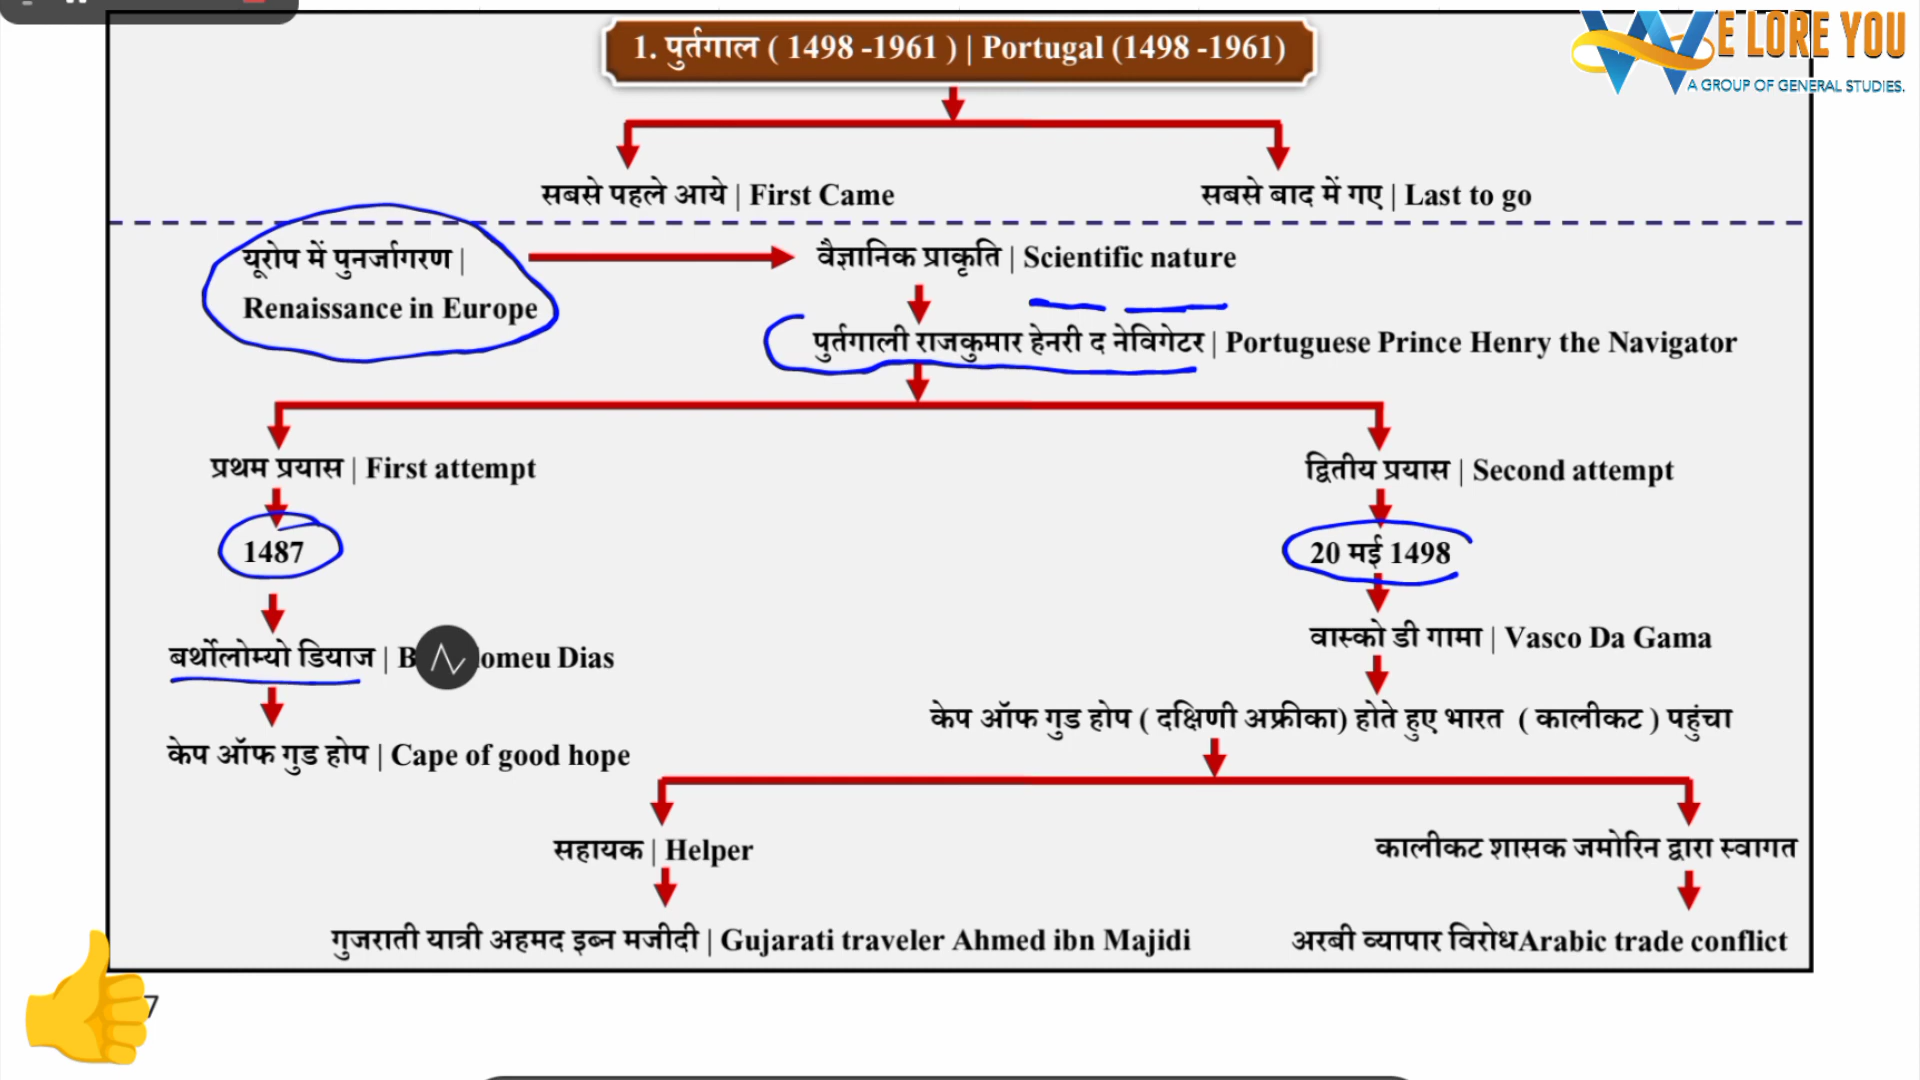 1. पुर्तगाल ( 1498 -1961 ) | Portugal (1498 -1961)
WE LORE YOU
A GROUP OF GENERAL STUDIES.
सबसे पहले आये | First Came
सबसे बाद में गए | Last to go
यूरोप में पुनर्जागरण |
Renaissance in Europe
वैज्ञानिक प्राकृति | Scientific nature
पुर्तगाली राजकुमार हेनरी द नेविगेटर | Portuguese Prince Henry the Navigator
प्रथम प्रयास | First attempt
द्वितीय प्रयास | Second attempt
1487
20 मई 1498
बर्थोलोम्यो डियाज | Dias
वास्को डी गामा | Vasco Da Gama
केप ऑफ गुड होप ( दक्षिणी अफ्रीका) होते हुए भारत ( कालीकट ) पहुंचा
केप ऑफ गुड होप | Cape of good hope
सहायक | Helper
कालीकट शासक जमोरिन द्वारा स्वागत
गुजराती यात्री अहमद इब्न मजीदी | Gujarati traveler Ahmed ibn Majidi
अरबी व्यापार विरोधArabic trade conflict
7